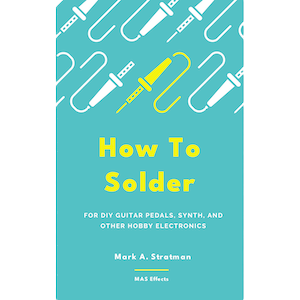 How To
Solder
FOR DIY GUITAR PEDALS, SYNTH, AND
OTHER HOBBY ELECTRONICS
Mark A. Stratman
MAS Effects